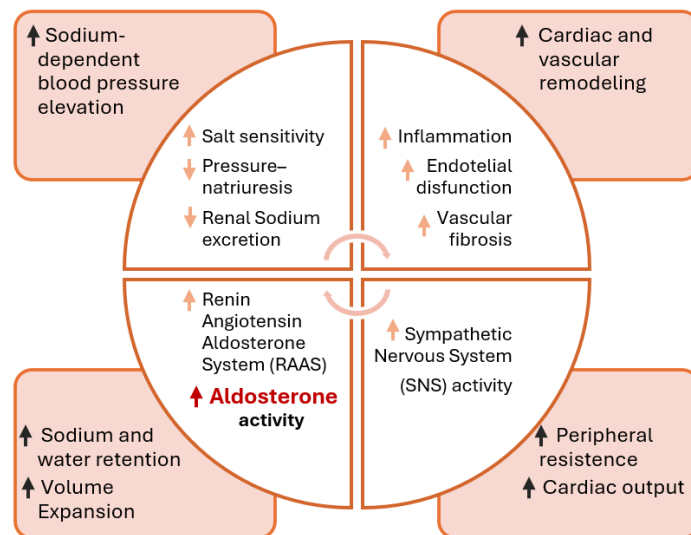 ↑ Sodium-
dependent
blood pressure
elevation
↑ Cardiac and
vascular
remodeling
↑ Salt sensitivity
↓ Pressure–
natriuresis
↓ Renal Sodium
excretion
↑ Inflammation
↑ Endotelial
disfunction
↑ Vascular
fibrosis
↑ Renin
Angiotensin
Aldosterone
System (RAAS)
↑ Aldosterone
activity
↑ Sympathetic
Nervous System
(SNS) activity
↑ Sodium and
water retention
↑ Volume
Expansion
↑ Peripheral
resistence
↑ Cardiac output